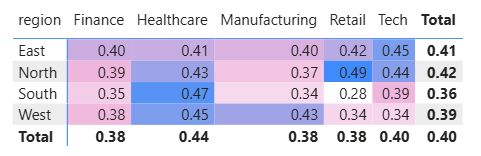 region Finance Healthcare Manufacturing Retail Tech Total
East 0.40 0.41 0.40 0.42 0.45 0.41
North 0.39 0.43 0.37 0.49 0.44 0.42
South 0.35 0.47 0.34 0.28 0.39 0.36
West 0.38 0.45 0.43 0.34 0.34 0.39
Total 0.38 0.44 0.38 0.38 0.40 0.40